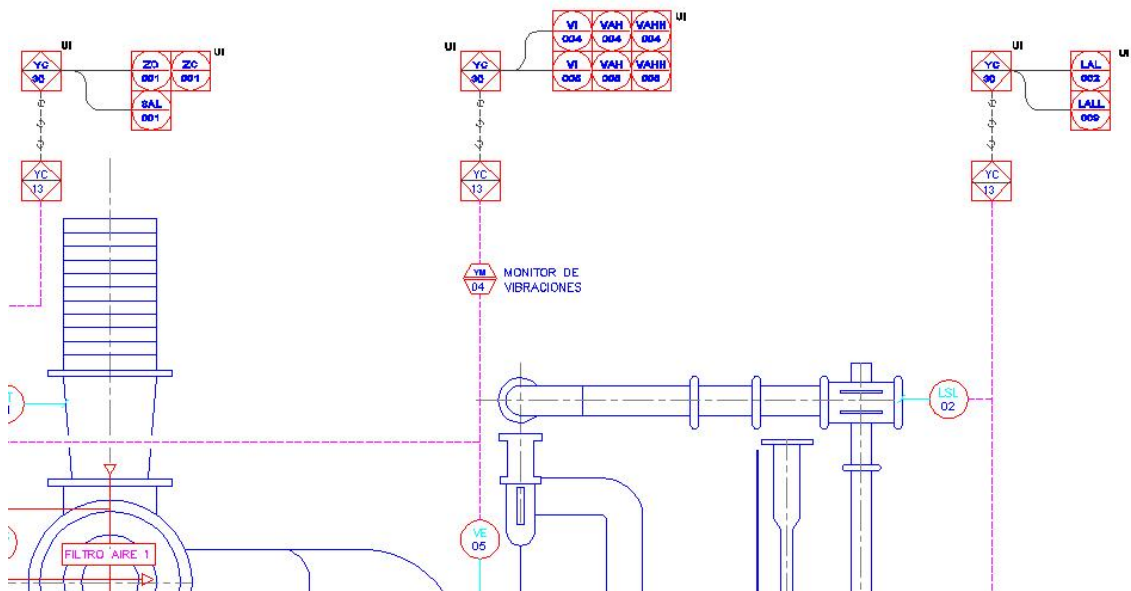 UI
YC
30
ZO
001
ZC
001
UI
SAL
001
YC
13
UI
YC
30
VI
004
VAH
004
VAHH
004
UI
VI
005
VAH
005
VAHH
005
YC
13
YM
04
MONITOR DE
VIBRACIONES
UI
YC
30
LAL
002
UI
LALL
009
YC
13
LSL
02
VE
05
FILTRO AIRE 1